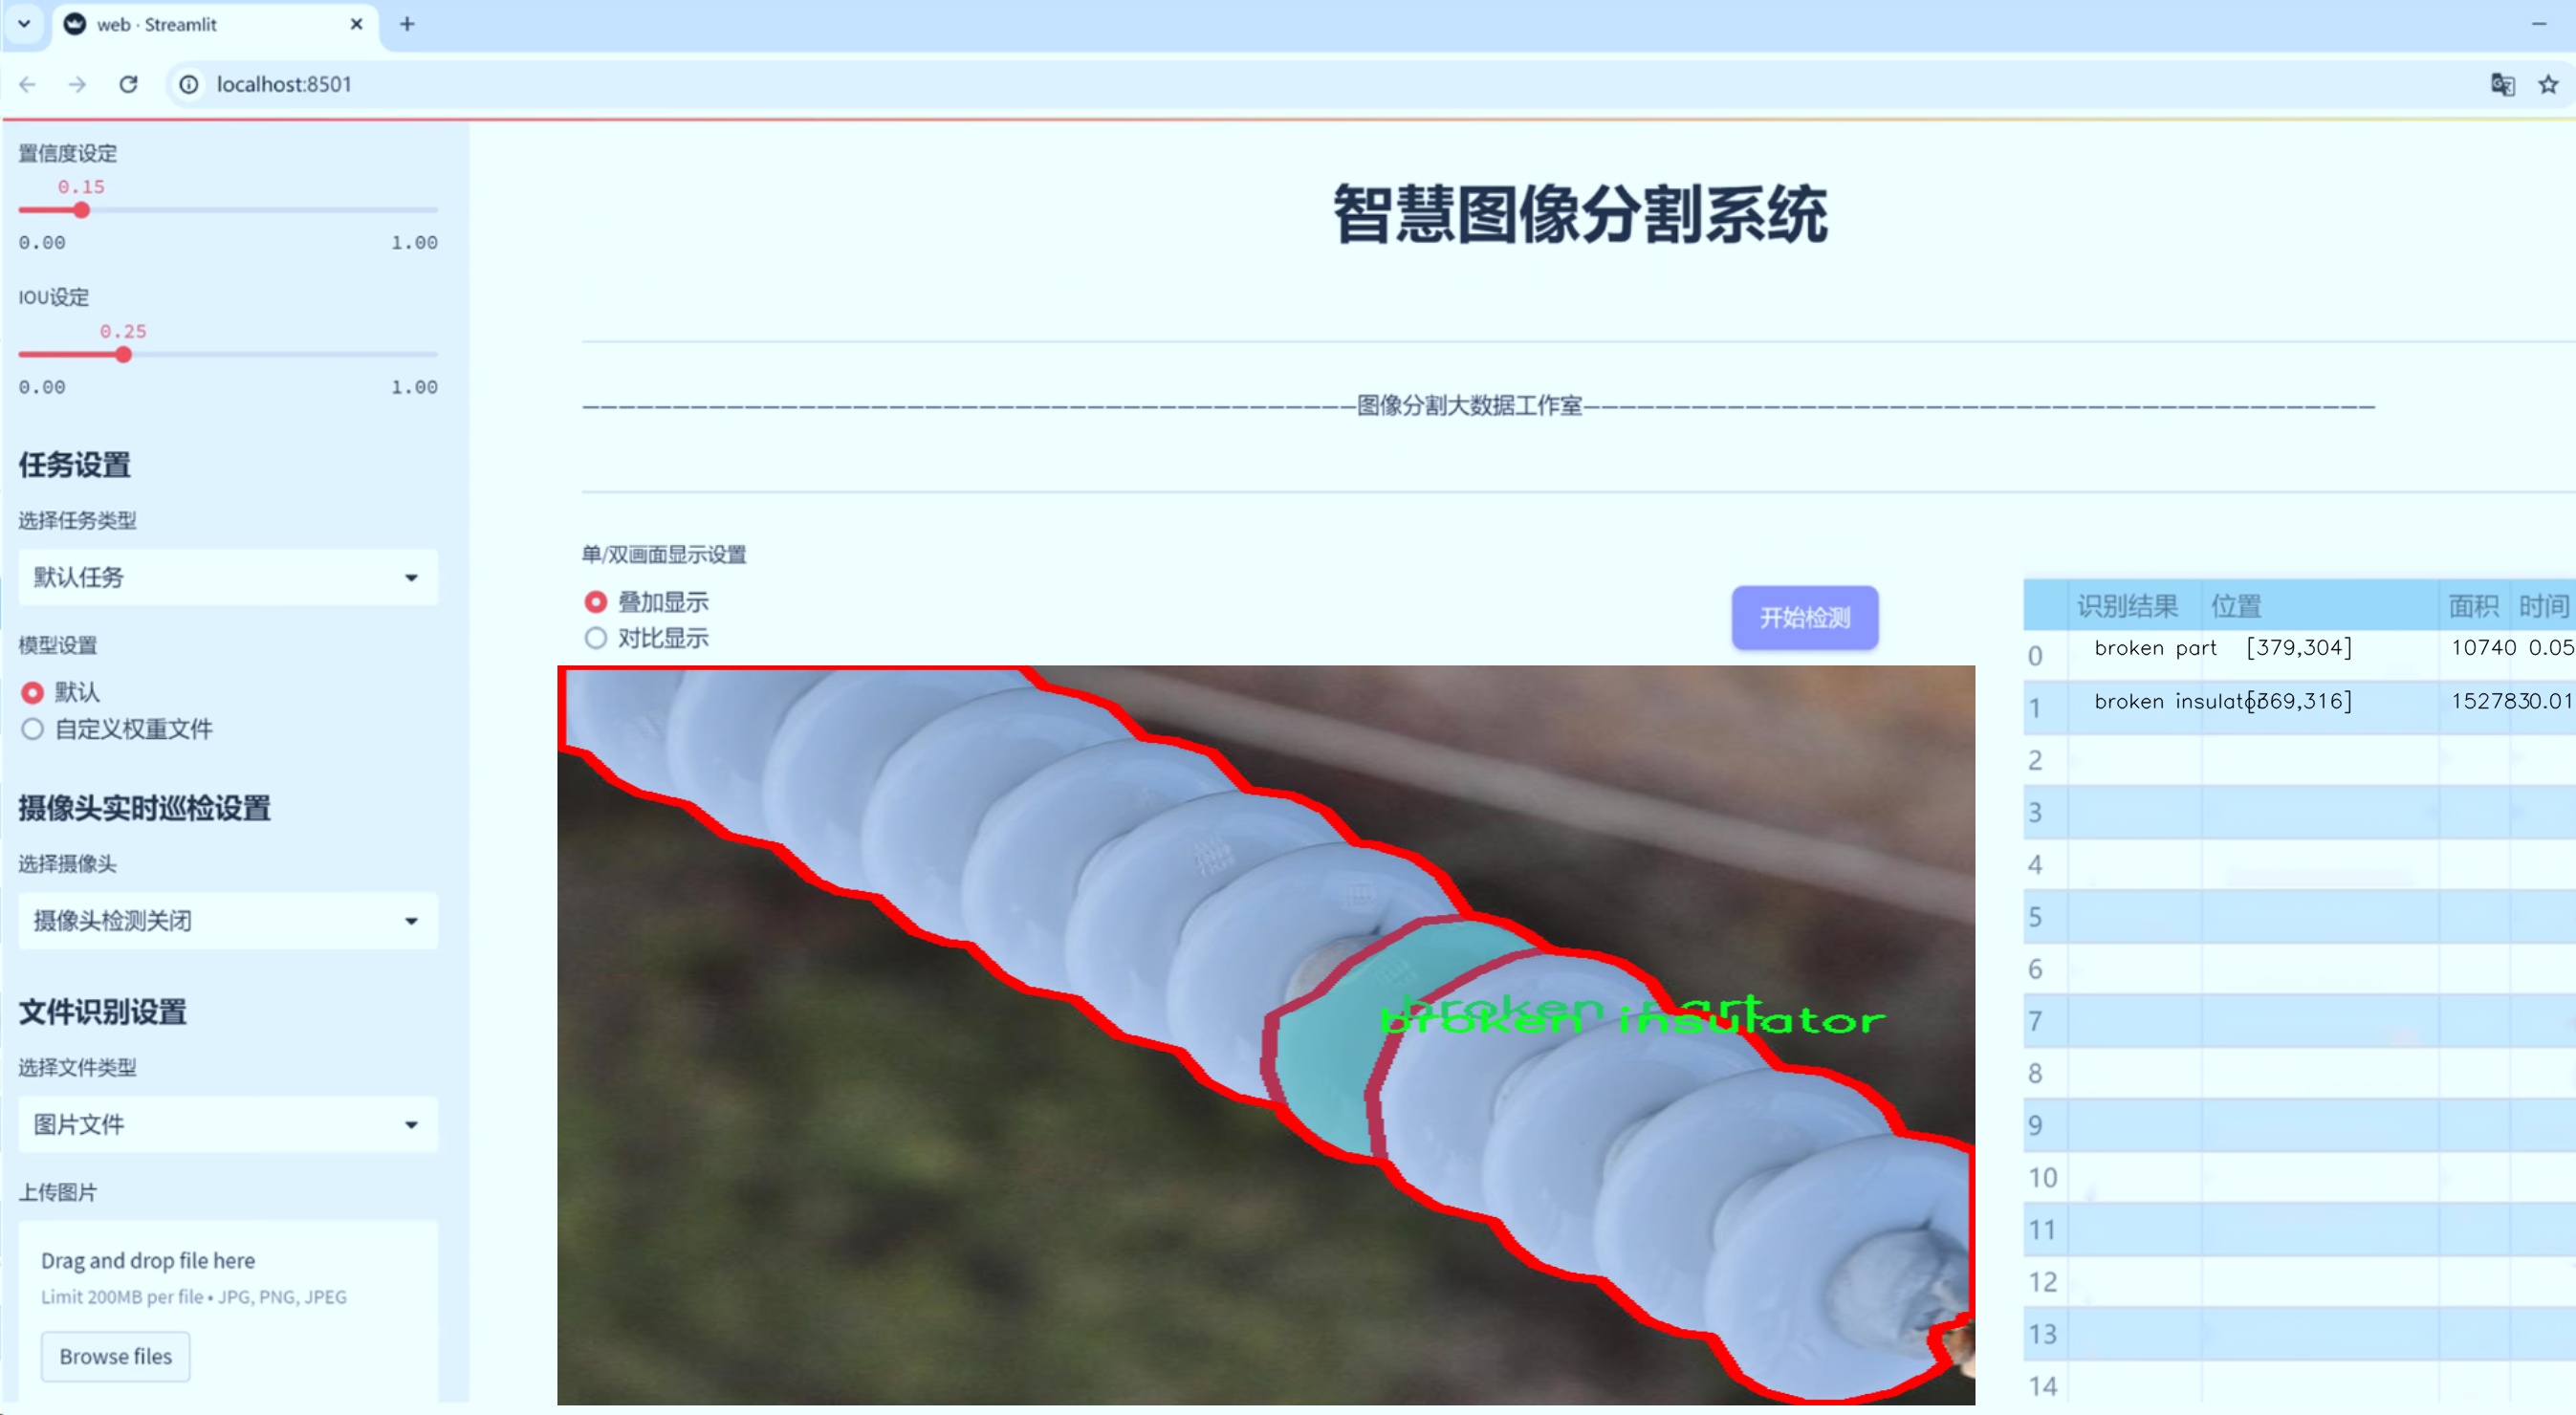 web · Streamlit
localhost:8501
置信度设定
0.15
0.00 1.00
IOU设定
0.25
0.00 1.00
任务设置
选择任务类型
默认任务
模型设置
默认
自定义权重文件
摄像头实时巡检设置
选择摄像头
摄像头检测关闭
文件识别设置
选择文件类型
图片文件
上传图片
Drag and drop file here
Limit 200MB per file • JPG, PNG, JPEG
Browse files
智慧图像分割系统
———————————————————————————————————————————图像分割大数据工作室————————————————————————————————————————————
单/双画面显示设置
叠加显示
对比显示
开始检测
broken part
broken insulator
识别结果 位置 面积 时间
0 broken part [379,304] 10740 0.05
1 broken insulator [369,316] 152783 0.01
2
3
4
5
6
7
8
9
10
11
12
13
14